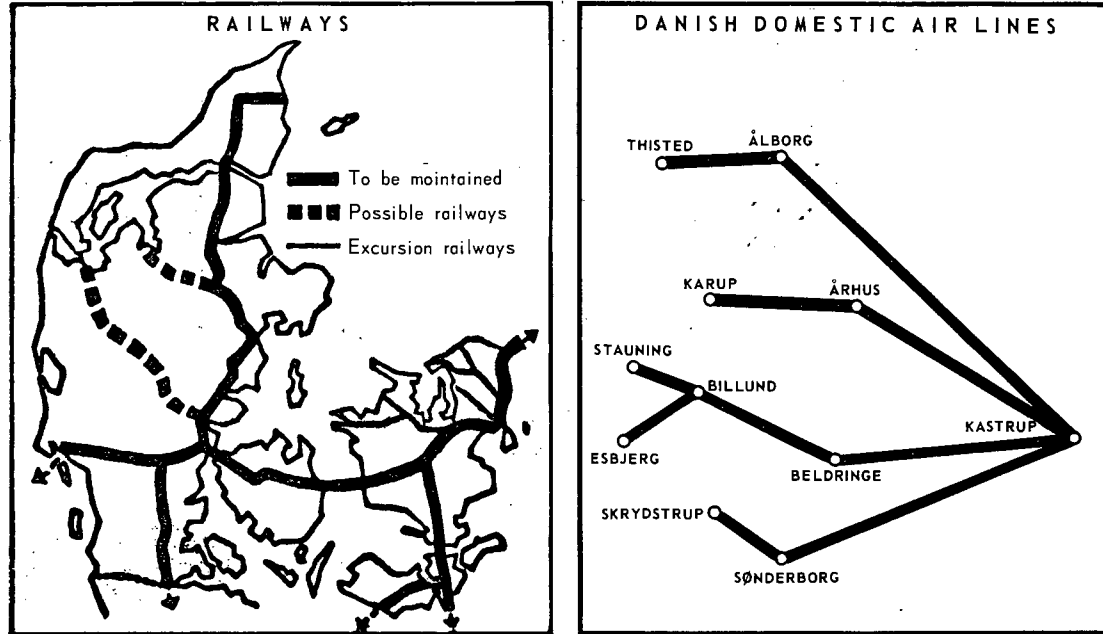 RAILWAYS
To be mointained
Possible railways
Excursion railways
DANISH DOMESTIC AIR LINES
THISTED
ÅLBORG
KARUP
ÅRHUS
STAUNING
BILLUND
KASTRUP
ESBJERG
BELDRINGE
SKRYDSTRUP
SØNDERBORG